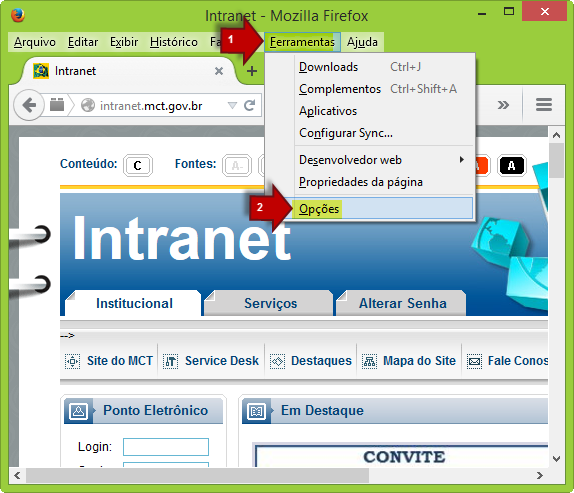 Intranet - Mozilla Firefox
Arquivo Editar Exibir Histórico Fa 1 Ferramentas Ajuda
Intranet
intranet.mct.gov.br
Downloads Ctrl+J
Complementos Ctrl+Shift+A
Aplicativos
Configurar Sync...
Desenvolvedor web
Propriedades da página
2 Opções
Conteúdo: C Fontes: A- A A
Intranet
Institucional Serviços Alterar Senha
-->
Site do MCT Service Desk Destaques Mapa do Site Fale Conos
Ponto Eletrônico Em Destaque
Login:
CONVITE